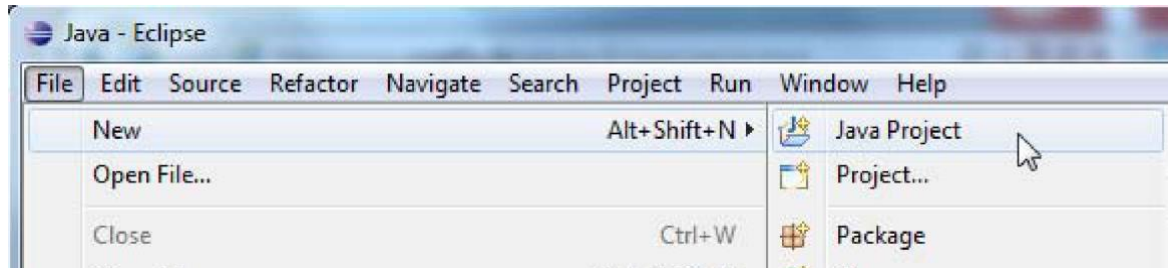 Java - Eclipse
File Edit Source Refactor Navigate Search Project Run Window Help
New Alt+Shift+N Java Project
Open File... Project...
Close Ctrl+W Package